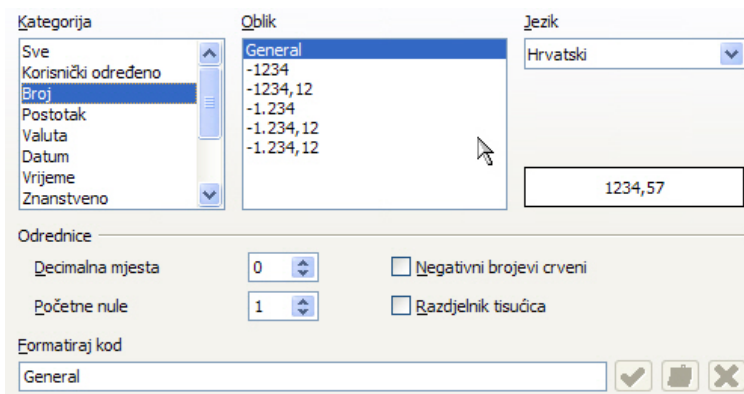 Kategorija
Sve
Korisnički određeno
Broj
Postotak
Valuta
Datum
Vrijeme
Znanstveno
Oblik
General
-1234
-1234,12
-1.234
-1.234,12
-1.234,12
Jezik
Hrvatski
1234,57
Odrednice
Decimalna mjesta 0
Negativni brojevi crveni
Početne nule 1
Razdjelnik tisućica
Formatiraj kod
General